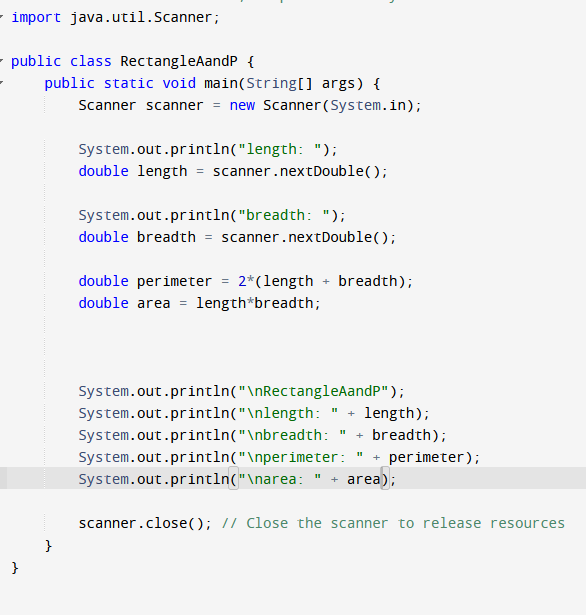 import java.util.Scanner;
public class RectangleAandP {
public static void main(String[] args) {
Scanner scanner = new Scanner(System.in);
System.out.println("length: ");
double length = scanner.nextDouble();
System.out.println("breadth: ");
double breadth = scanner.nextDouble();
double perimeter = 2*(length + breadth);
double area = length*breadth;
System.out.println("\nRectangleAandP");
System.out.println("\nlength: " + length);
System.out.println("\nbreadth: " + breadth);
System.out.println("\nperimeter: " + perimeter);
System.out.println("\narea: " + area);
scanner.close(); // Close the scanner to release resources
}
}